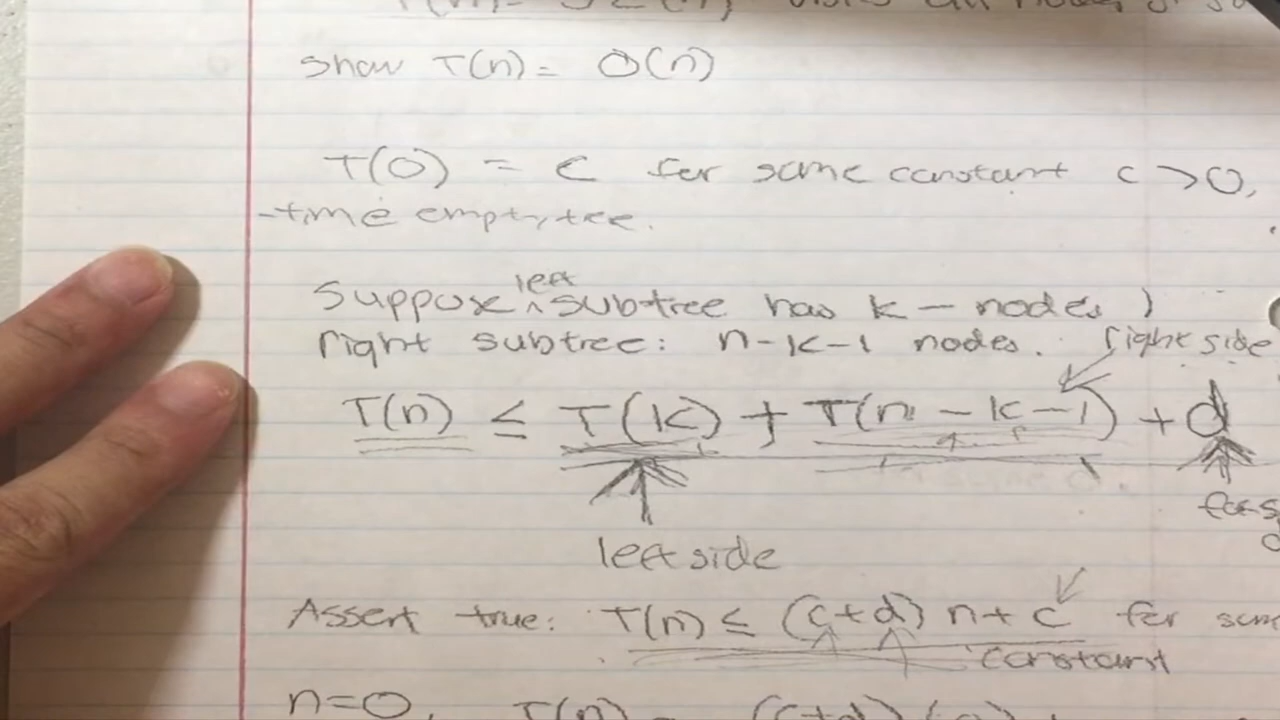 show T(n) = O(n)
T(0) = c for some constant c > 0,
-time empty tree.
left
Suppose ^ subtree has k - nodes )
right subtree: n-k-1 nodes.
right side
T(n) ≤ T(k) + T(n - k - 1) + d
left side
Assert true: T(n) ≤ (c+d) n + c for
constant
n=0,